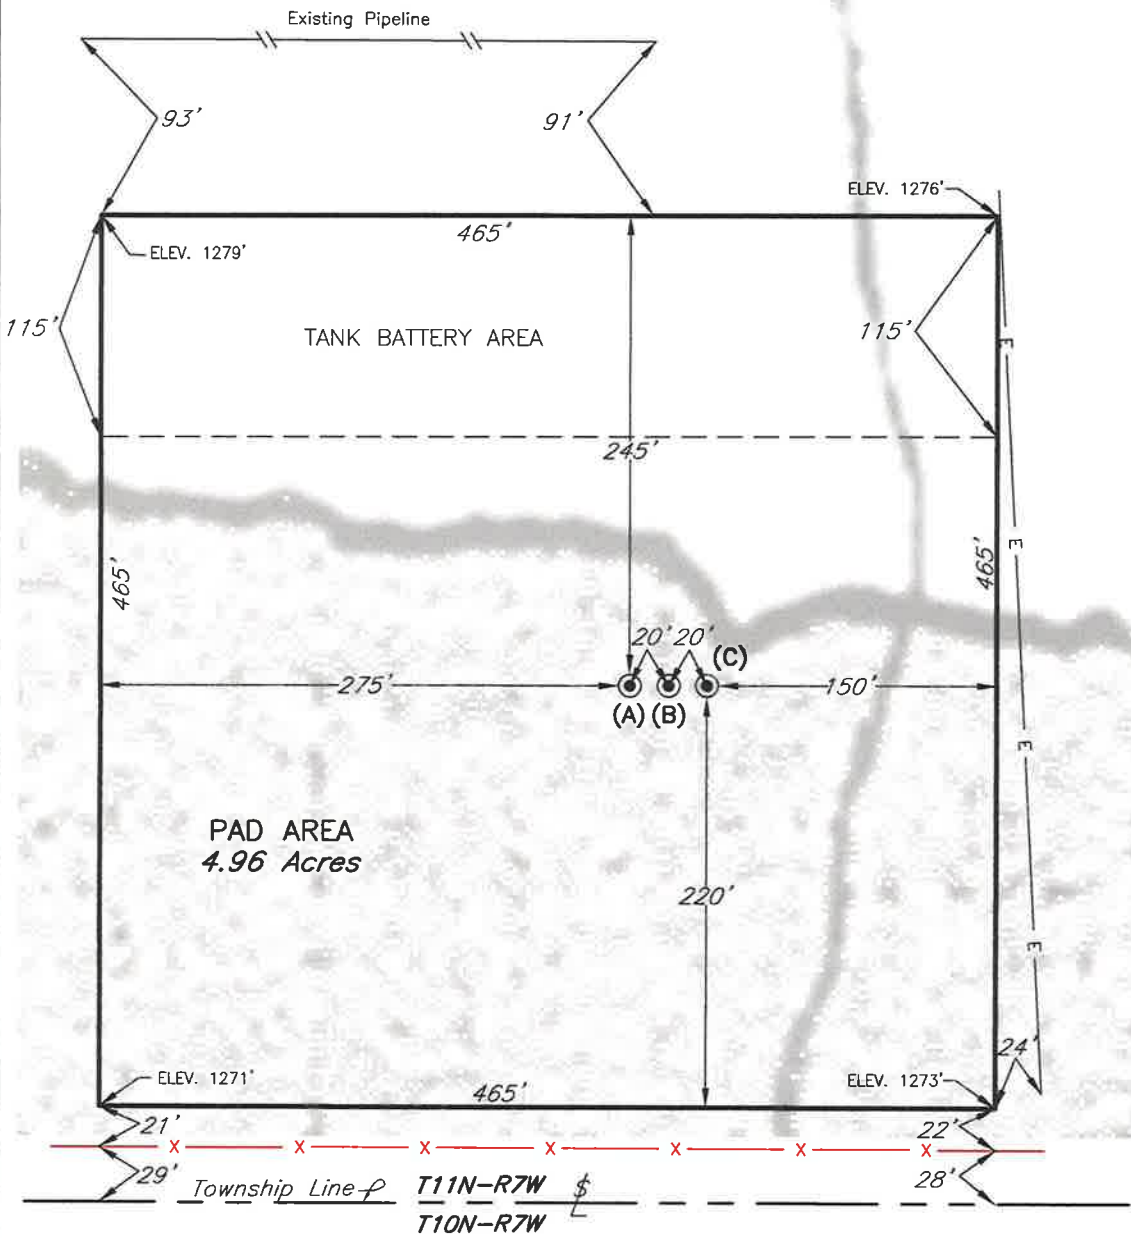 Existing Pipeline
93' 91'
ELEV. 1276'
465'
ELEV. 1279'
115' TANK BATTERY AREA 115'
E
245'
E
465' 465'
20' 20' (C)
275' 150'
(A) (B)
E
PAD AREA
4.96 Acres
220'
E
24'
ELEV. 1271' 465' ELEV. 1273'
21' 22'
X X X X X X X
29' 28'
Township Line T11N-R7W
T10N-R7W